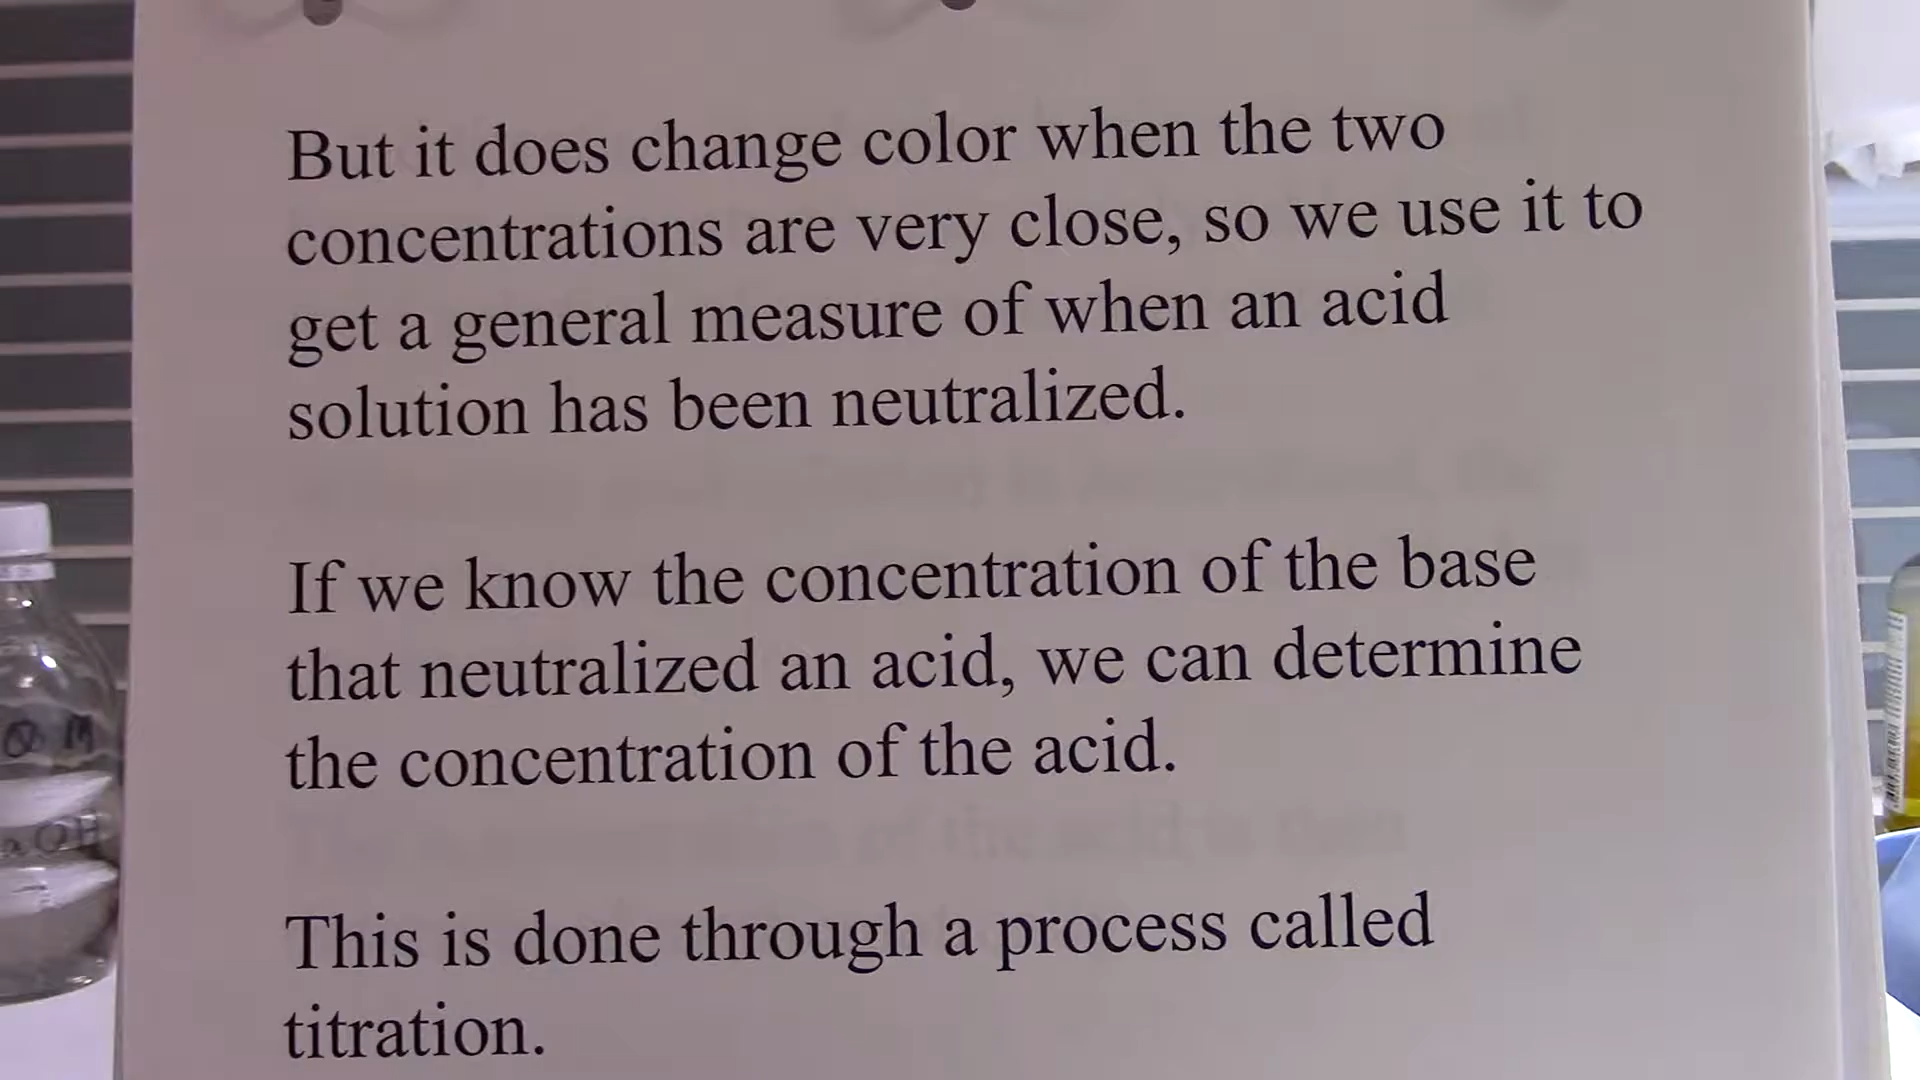 But it does change color when the two
concentrations are very close, so we use it to
get a general measure of when an acid
solution has been neutralized.
If we know the concentration of the base
that neutralized an acid, we can determine
the concentration of the acid.
This is done through a process called
titration.
M
aOH